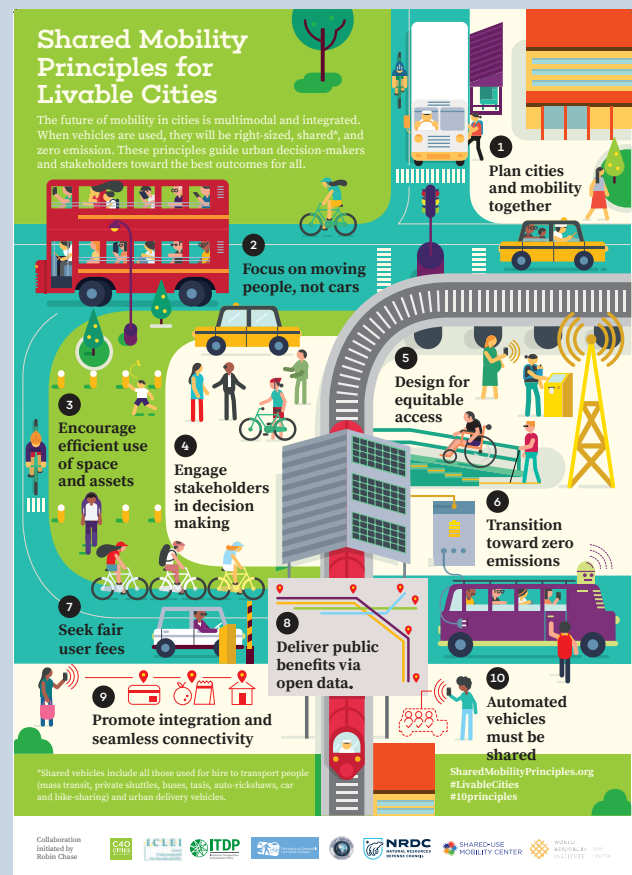 Shared Mobility
Principles for
Livable Cities
The future of mobility in cities is multimodal and integrated.
When vehicles are used, they will be right-sized, shared*, and
zero emission. These principles guide urban decision-makers
and stakeholders toward the best outcomes for all.
1
Plan cities
and mobility
together
2
Focus on moving
people, not cars
3
Encourage
efficient use
of space
and assets
4
Engage
stakeholders
in decision
making
5
Design for
equitable
access
6
Transition
toward zero
emissions
7
Seek fair
user fees
8
Deliver public
benefits via
open data.
9
Promote integration and
seamless connectivity
10
Automated
vehicles
must be
shared
*Shared vehicles include all those used for hire to transport people
(mass transit, private shuttles, buses, taxis, auto-rickshaws, car
and bike-sharing) and urban delivery vehicles.
SharedMobilityPrinciples.org
#LivableCities
#10principles
Collaboration
initiated by
Robin Chase
C40
CITIES
ICLEI
ITDP
NRDC
NATURAL RESOURCES
DEFENSE COUNCIL
SHARED-USE
MOBILITY CENTER
WORLD
RESOURCES
INSTITUTE